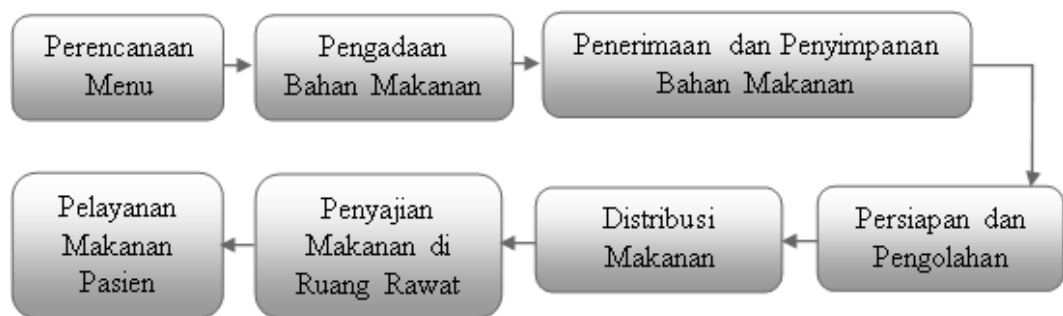 Perencanaan
Menu
Pengadaan
Bahan Makanan
Penerimaan dan Penyimpanan
Bahan Makanan
Persiapan dan
Pengolahan
Distribusi
Makanan
Penyajian
Makanan di
Ruang Rawat
Pelayanan
Makanan
Pasien